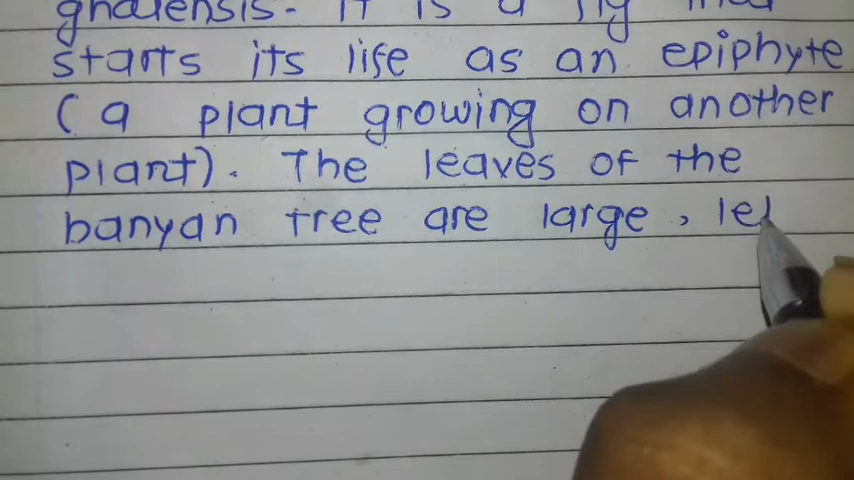 starts its life as an epiphyte
( a plant growing on another
plant). The leaves of the
banyan tree are large, le